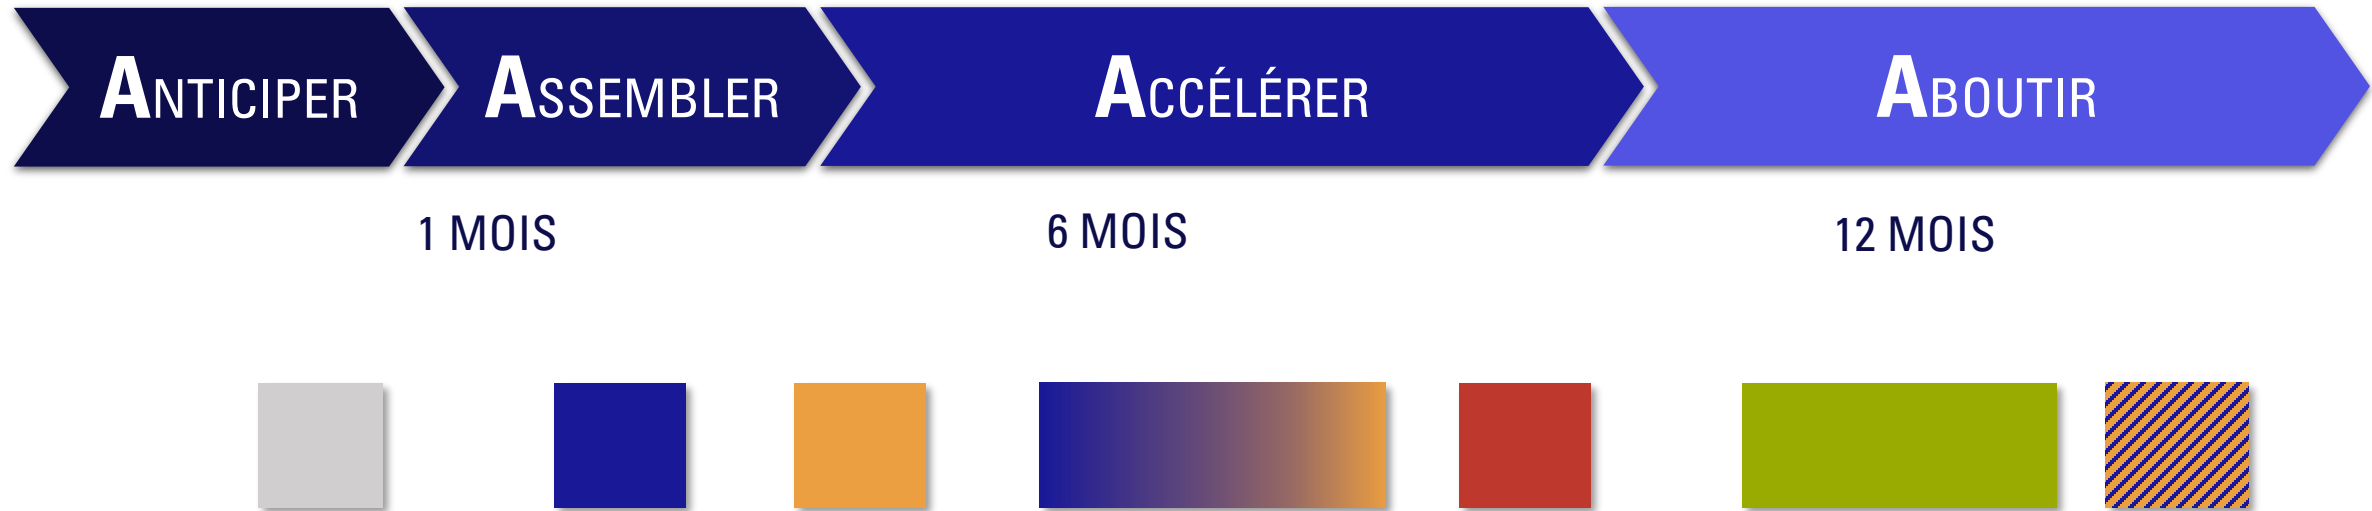 ANTICIPER ASSEMBLER ACCÉLÉRER ABOUTIR
1 MOIS 6 MOIS 12 MOIS